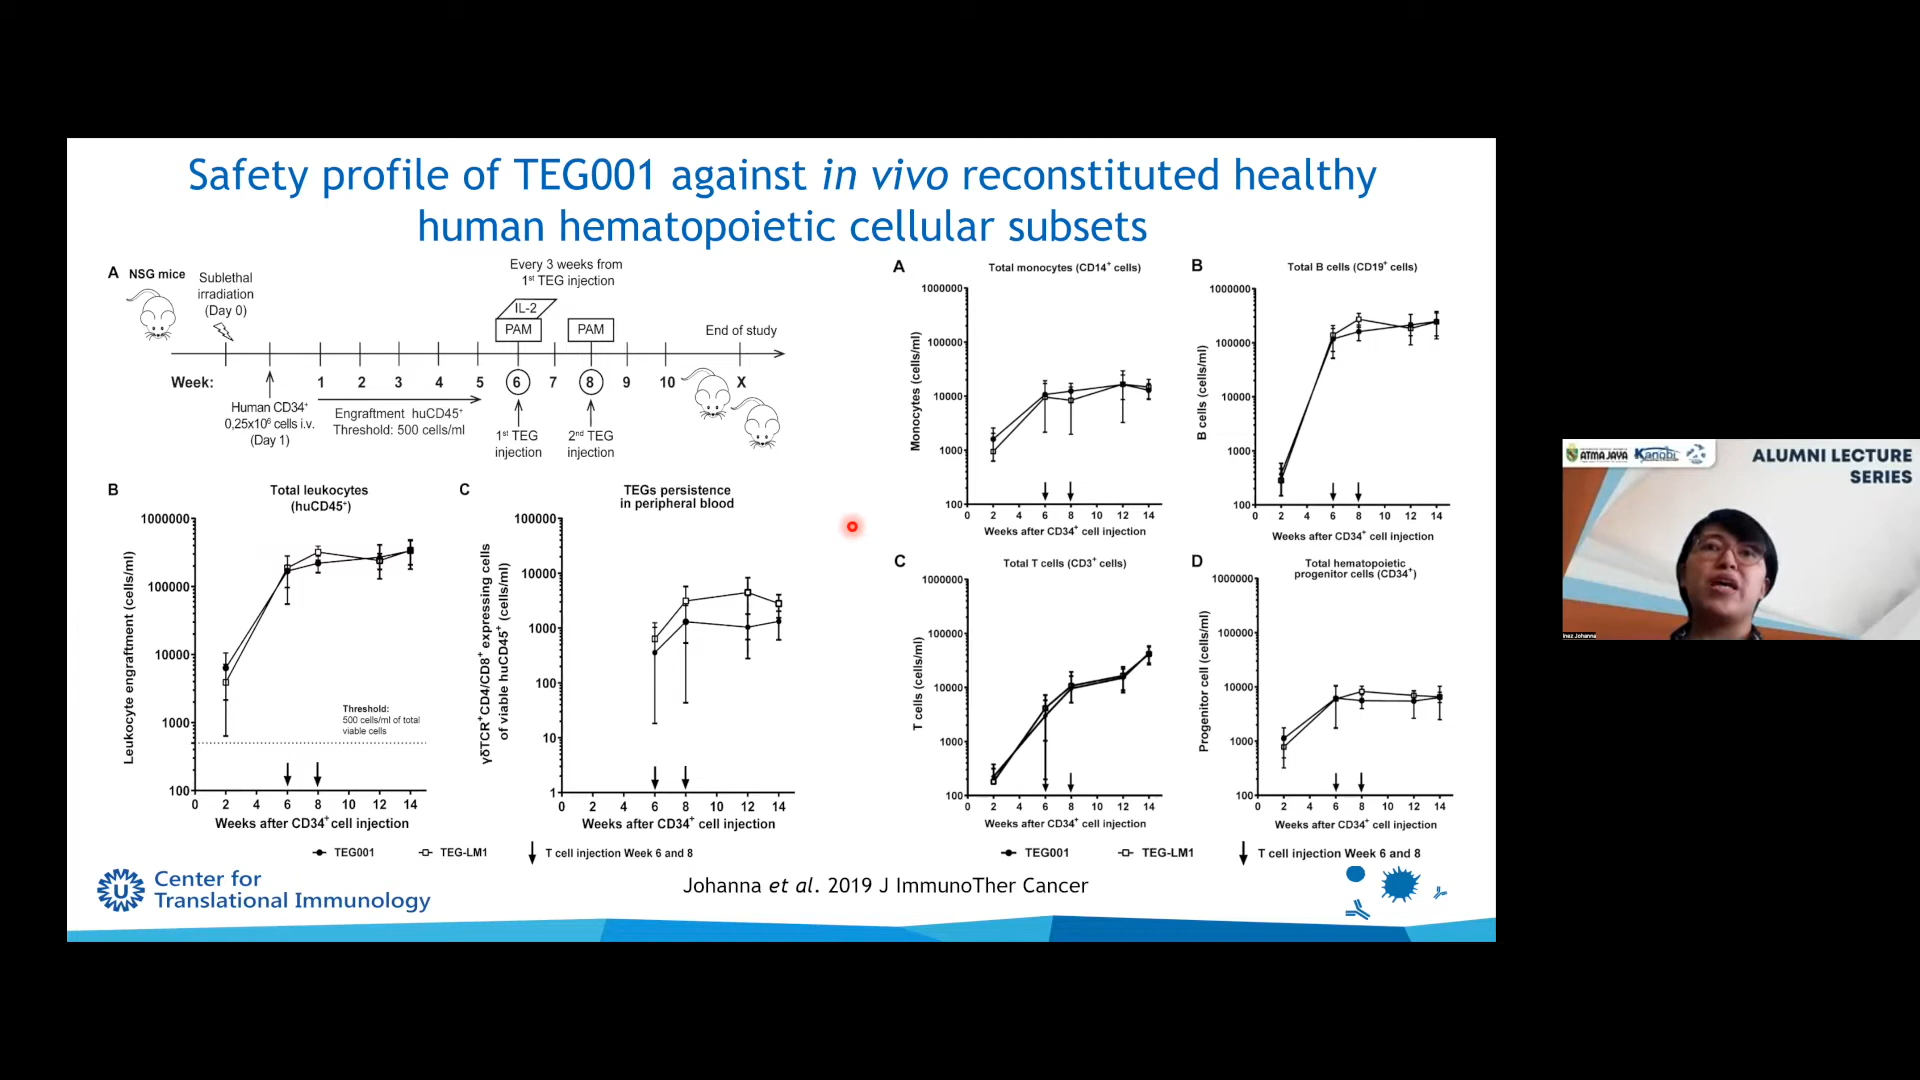 Safety profile of TEG001 against in vivo reconstituted healthy
human hematopoietic cellular subsets
A NSG mice
Sublethal
irradiation
(Day 0)
Every 3 weeks from
1st TEG injection
IL-2
PAM
PAM
End of study
Week:
1 2 3 4 5 6 7 8 9 10 X
Human CD34+
0,25x10⁶ cells i.v.
(Day 1)
Engraftment huCD45+
Threshold: 500 cells/ml
1st TEG
injection
2nd TEG
injection
B
Total leukocytes
(huCD45+)
Leukocyte engraftment (cells/ml)
1000000
100000
10000
1000
100
Threshold:
500 cells/ml of total
viable cells
0 2 4 6 8 10 12 14
Weeks after CD34+ cell injection
C
TEGs persistence
in peripheral blood
γδTCR+CD4/CD8+ expressing cells
of viable huCD45+ (cells/ml)
100000
10000
1000
100
10
1
0 2 4 6 8 10 12 14
Weeks after CD34+ cell injection
TEG001
TEG-LM1
T cell injection Week 6 and 8
A
Total monocytes (CD14+ cells)
Monocytes (cells/ml)
1000000
100000
10000
1000
100
0 2 4 6 8 10 12 14
Weeks after CD34+ cell injection
B
Total B cells (CD19+ cells)
B cells (cells/ml)
1000000
100000
10000
1000
100
0 2 4 6 8 10 12 14
Weeks after CD34+ cell injection
C
Total T cells (CD3+ cells)
T cells (cells/ml)
1000000
100000
10000
1000
100
0 2 4 6 8 10 12 14
Weeks after CD34+ cell injection
D
Total hematopoietic
progenitor cells (CD34+)
Progenitor cell (cells/ml)
1000000
100000
10000
1000
100
0 2 4 6 8 10 12 14
Weeks after CD34+ cell injection
TEG001
TEG-LM1
T cell injection Week 6 and 8
U
Center for
Translational Immunology
Johanna et al. 2019 J ImmunoTher Cancer
ATMA JAYA
Kanobi
ALUMNI LECTURE
SERIES
Inez Johanna